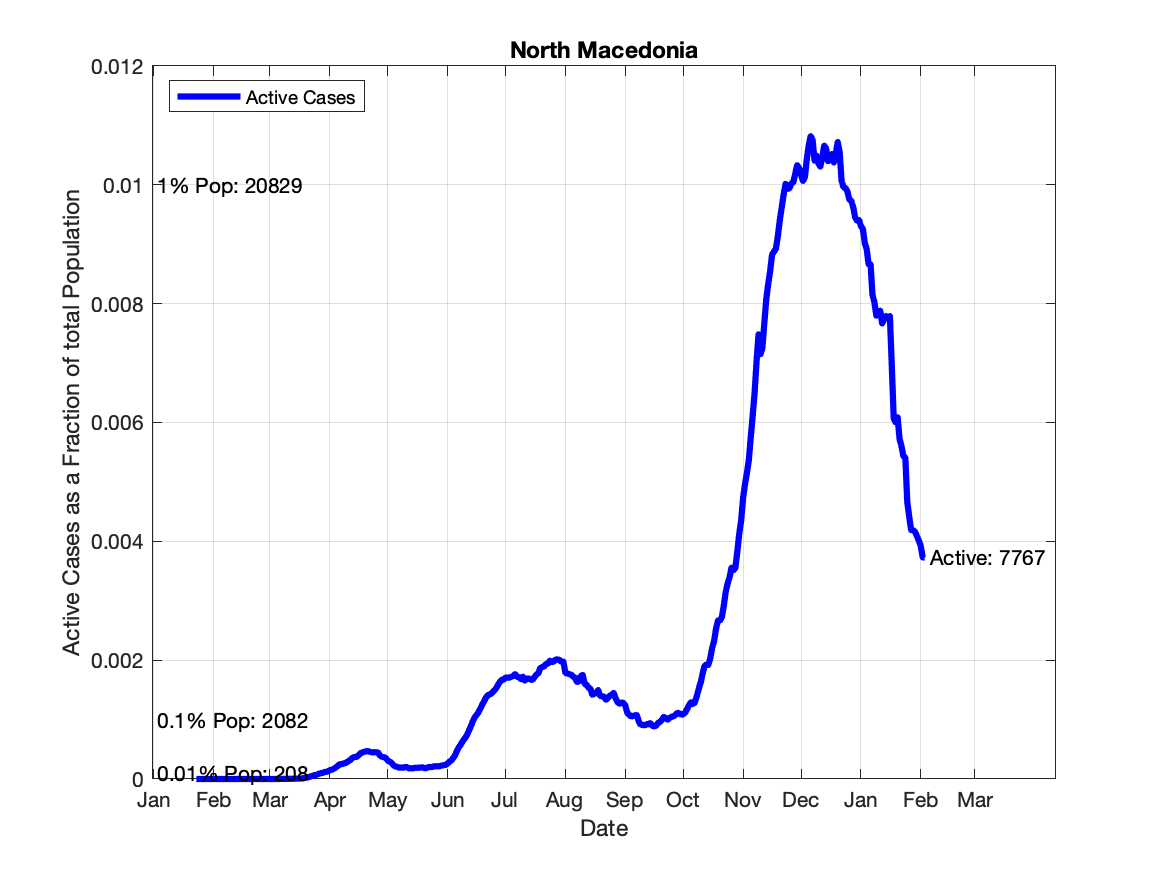 North Macedonia
0.012
Active Cases
0.01
1% Pop: 20829
0.008
0.006
0.004
Active: 7767
0.002
0.1% Pop: 2082
0.01% Pop: 208
0
Jan Feb Mar Apr May Jun Jul Aug Sep Oct Nov Dec Jan Feb Mar
Date
Active Cases as a Fraction of total Population